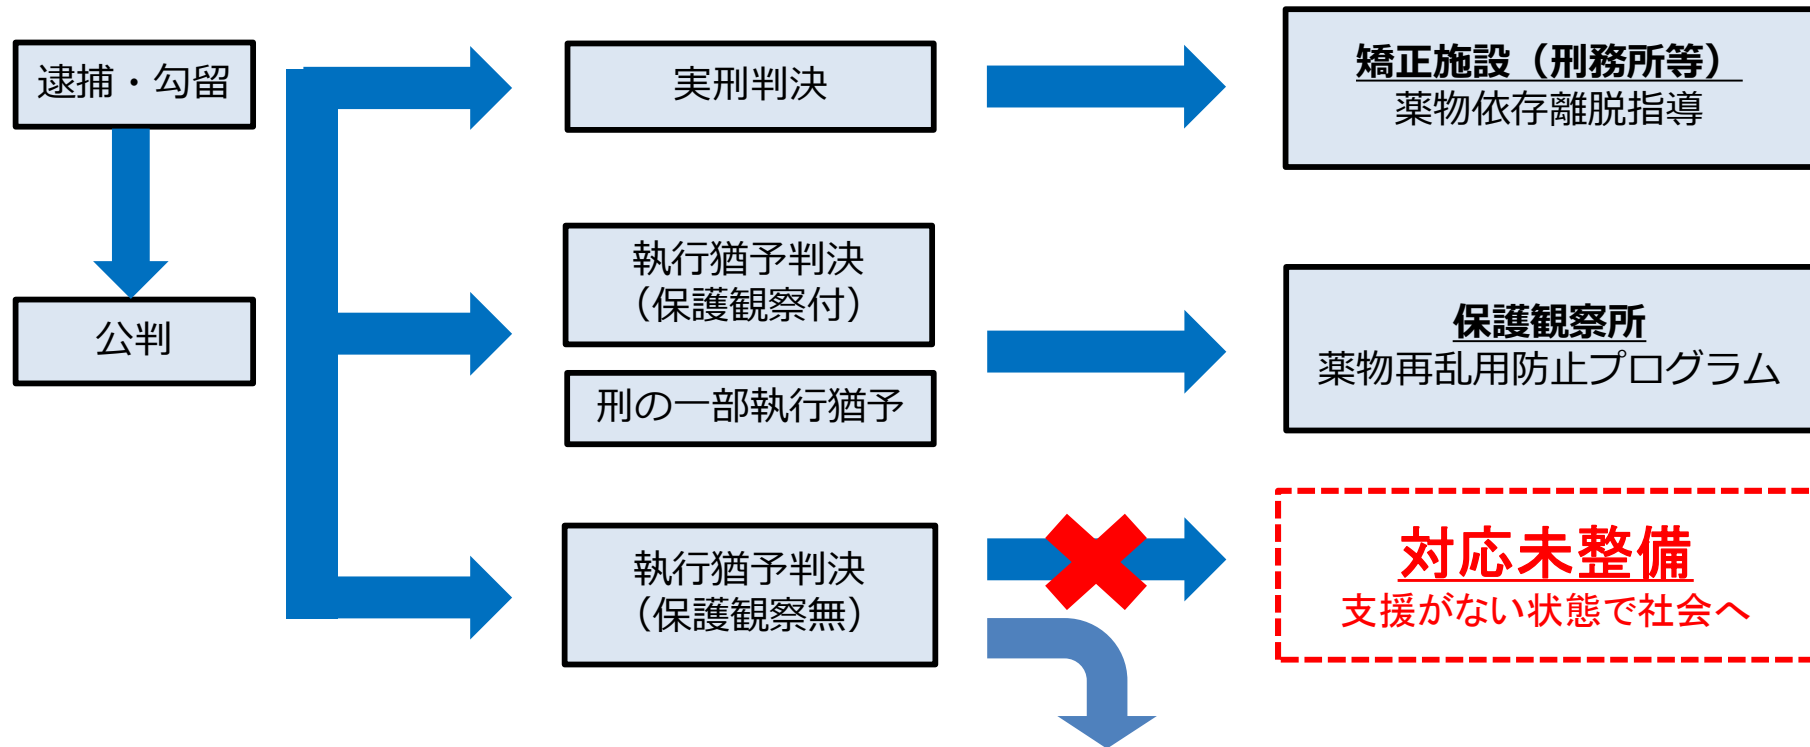 逮捕・勾留
公判
実刑判決
執行猶予判決
（保護観察付）
刑の一部執行猶予
執行猶予判決
（保護観察無）
矯正施設（刑務所等）
薬物依存離脱指導
保護観察所
薬物再乱用防止プログラム
対応未整備
支援がない状態で社会へ